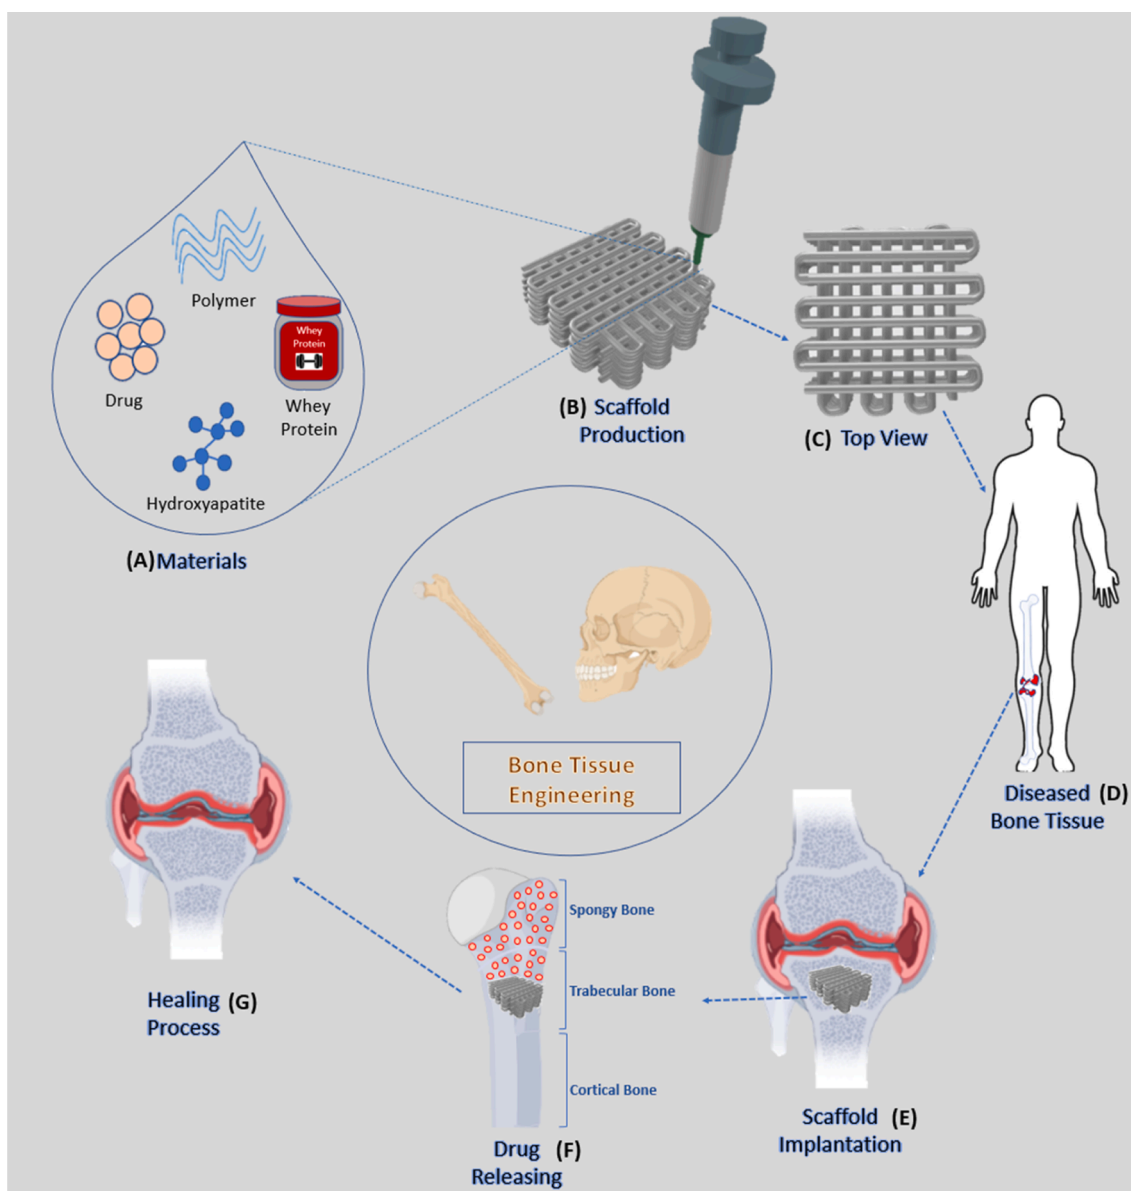 Polymer
Drug
Whey
Protein
Whey
Protein
Hydroxyapatite
(A) Materials
(B) Scaffold
Production
(C) Top View
Diseased (D)
Bone Tissue
Bone Tissue
Engineering
Scaffold (E)
Implantation
Spongy Bone
Trabecular Bone
Cortical Bone
Drug (F)
Releasing
Healing (G)
Process